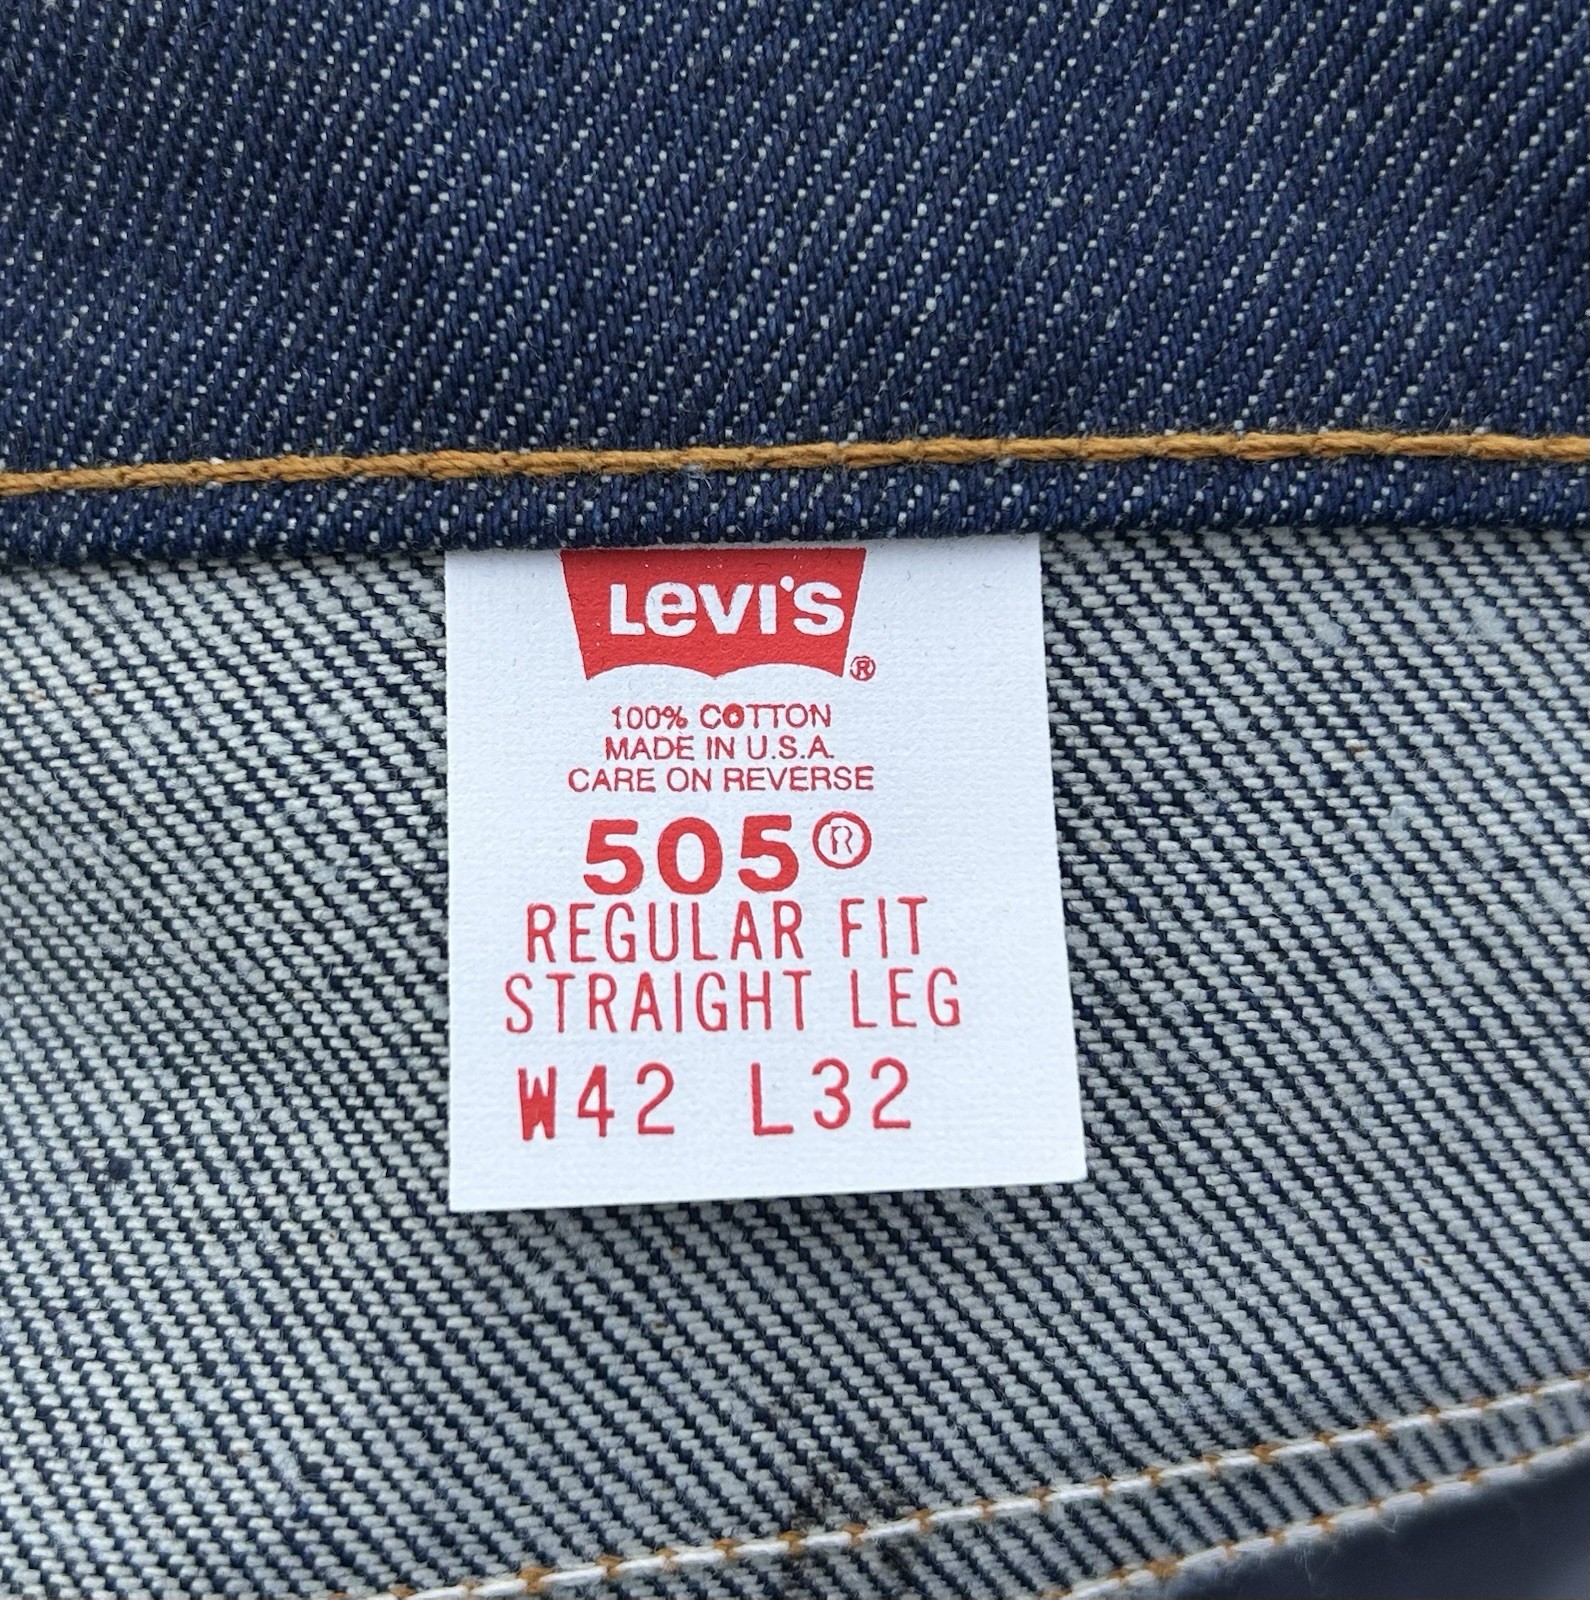 LEVI'S ®
100% COTTON
MADE IN U.S.A.
CARE ON REVERSE
505®
REGULAR FIT
STRAIGHT LEG
W42 L32